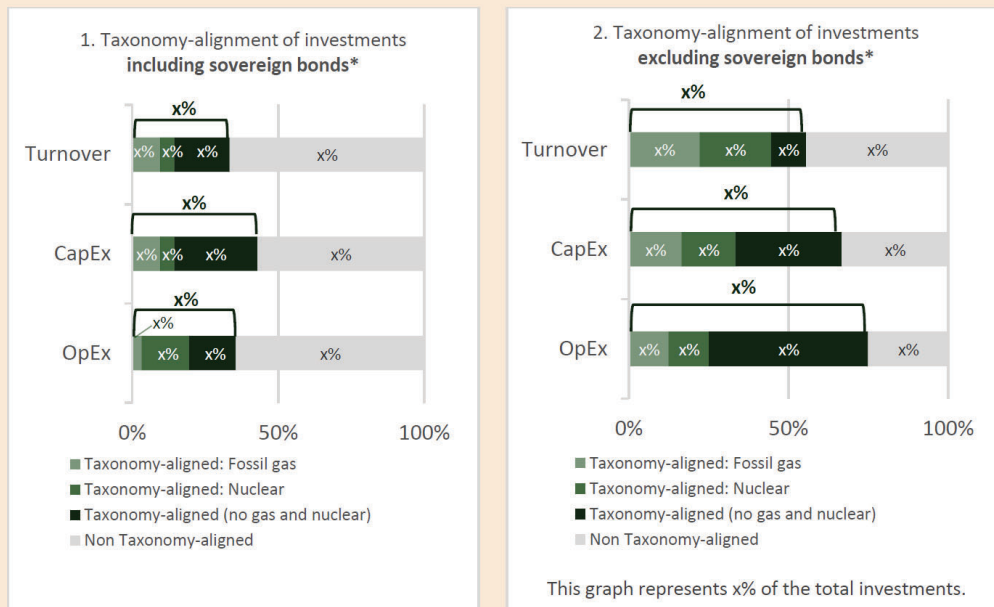 1. Taxonomy-alignment of investments
including sovereign bonds*
x%
Turnover
x% x% x% x%
x%
CapEx
x% x% x% x%
x%
x%
OpEx
x% x% x%
0% 50% 100%
Taxonomy-aligned: Fossil gas
Taxonomy-aligned: Nuclear
Taxonomy-aligned (no gas and nuclear)
Non Taxonomy-aligned
2. Taxonomy-alignment of investments
excluding sovereign bonds*
x%
Turnover
x% x% x% x%
x%
CapEx
x% x% x% x%
x%
OpEx
x% x% x% x%
0% 50% 100%
Taxonomy-aligned: Fossil gas
Taxonomy-aligned: Nuclear
Taxonomy-aligned (no gas and nuclear)
Non Taxonomy-aligned
This graph represents x% of the total investments.